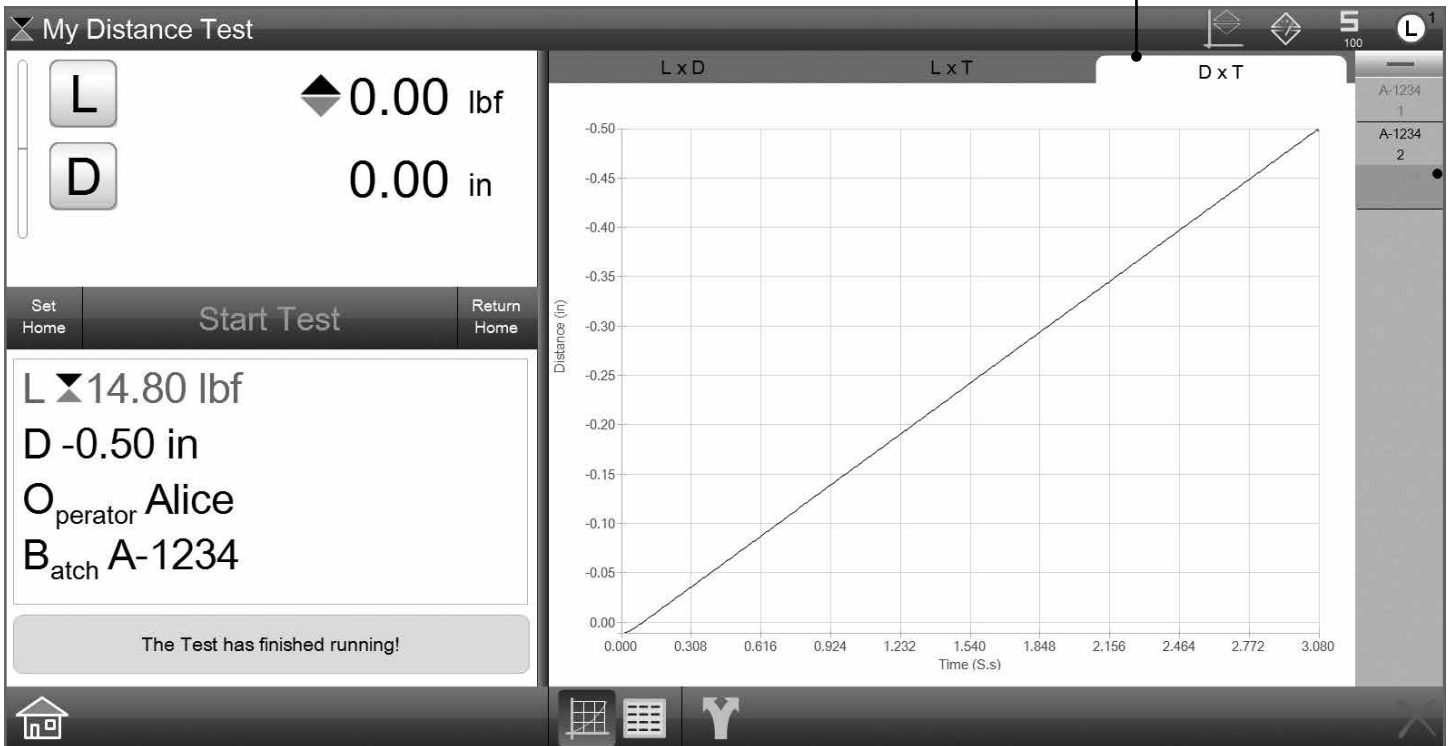 My Distance Test
S
100
L
1
L
0.00 lbf
D
0.00 in
Set
Home
Start Test
Return
Home
L 14.80 lbf
D -0.50 in
Operator Alice
Batch A-1234
The Test has finished running!
L x D
L x T
D x T
-0.50
-0.45
-0.40
-0.35
-0.30
-0.25
-0.20
-0.15
-0.10
-0.05
0.00
Distance (in)
0.000 0.308 0.616 0.924 1.232 1.540 1.848 2.156 2.464 2.772 3.080
Time (S.s)
A-1234
1
A-1234
2